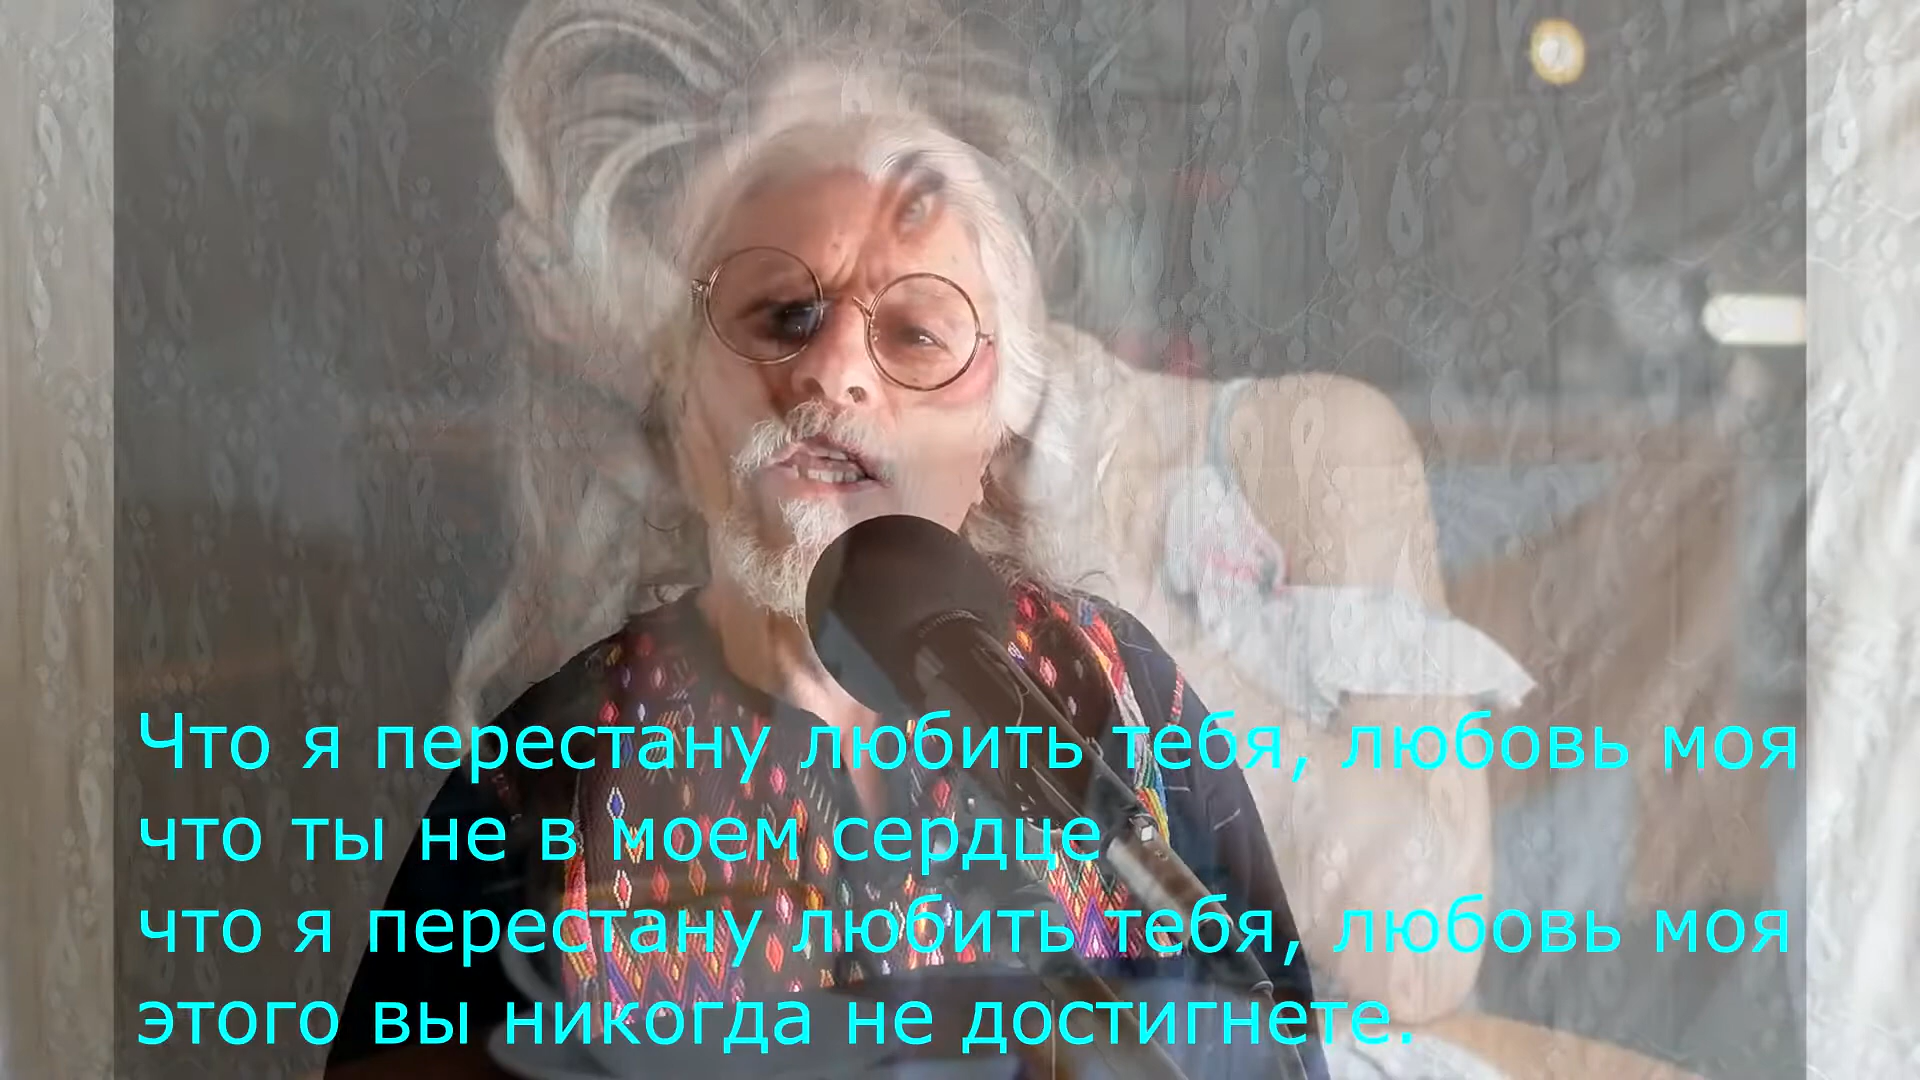 Что я перестану любить тебя, любовь моя
что ты не в моем сердце
что я перестану любить тебя, любовь моя
этого вы никогда не достигнете.